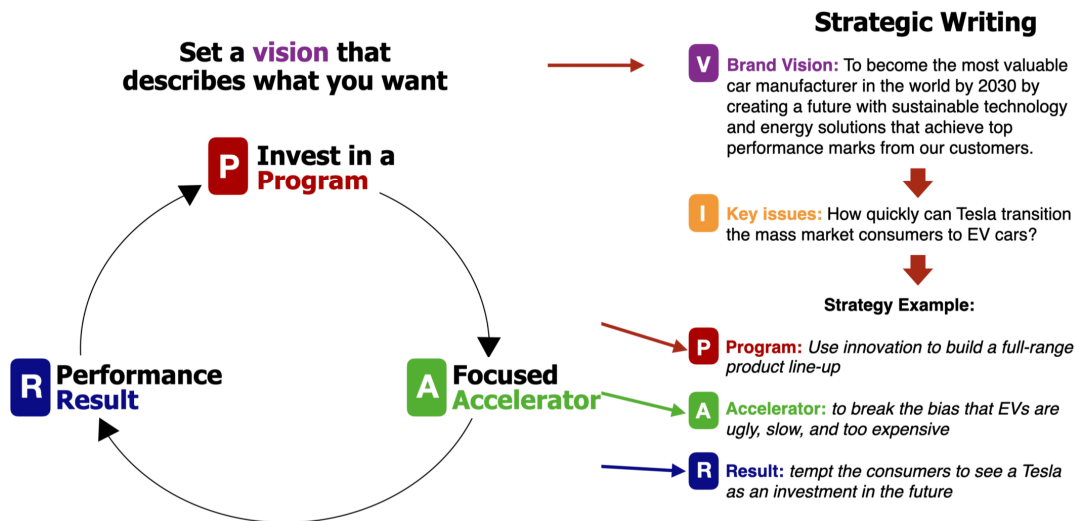 Set a vision that
describes what you want
P
Invest in a
Program
R
Performance
Result
A
Focused
Accelerator
Strategic Writing
V
Brand Vision: To become the most valuable
car manufacturer in the world by 2030 by
creating a future with sustainable technology
and energy solutions that achieve top
performance marks from our customers.
I
Key issues: How quickly can Tesla transition
the mass market consumers to EV cars?
Strategy Example:
P
Program: Use innovation to build a full-range
product line-up
A
Accelerator: to break the bias that EVs are
ugly, slow, and too expensive
R
Result: tempt the consumers to see a Tesla
as an investment in the future